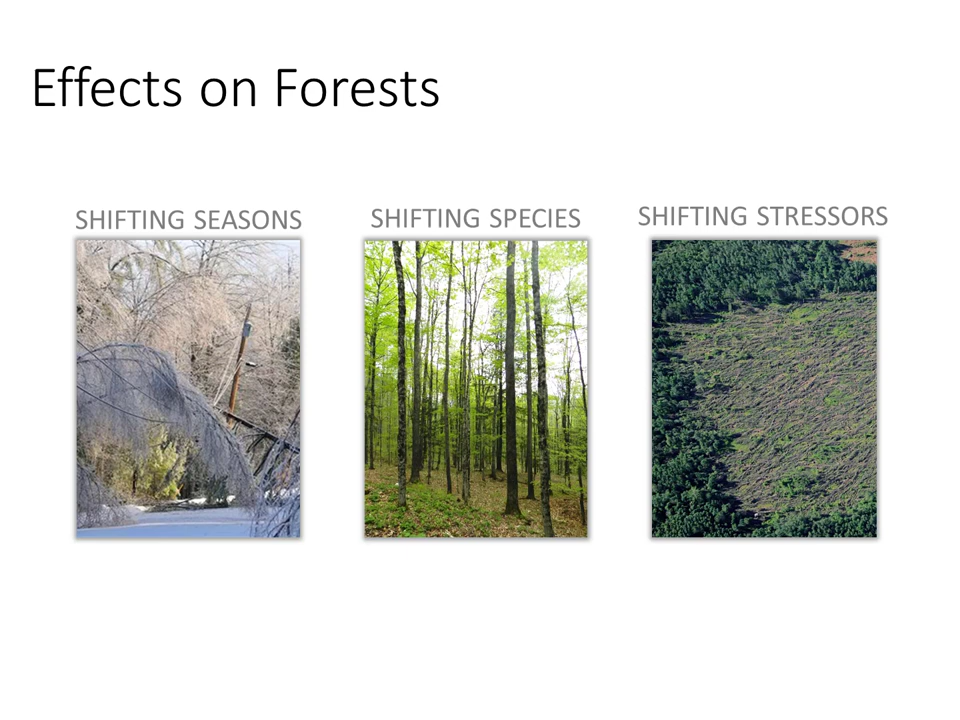 Effects on Forests
SHIFTING SEASONS
SHIFTING SPECIES
SHIFTING STRESSORS